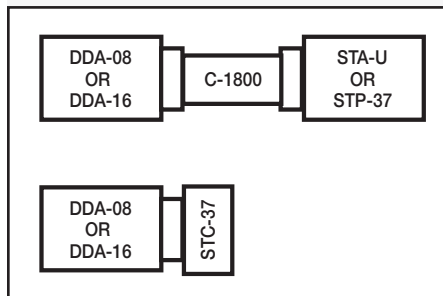 DDA-08
OR
DDA-16
C-1800
STA-U
OR
STP-37
DDA-08
OR
DDA-16
STC-37